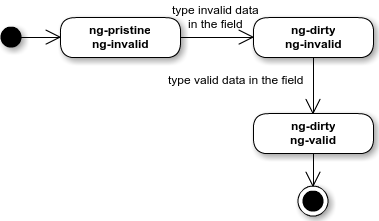 type invalid data
in the field
ng-pristine
ng-invalid
ng-dirty
ng-invalid
type valid data in the field
ng-dirty
ng-valid